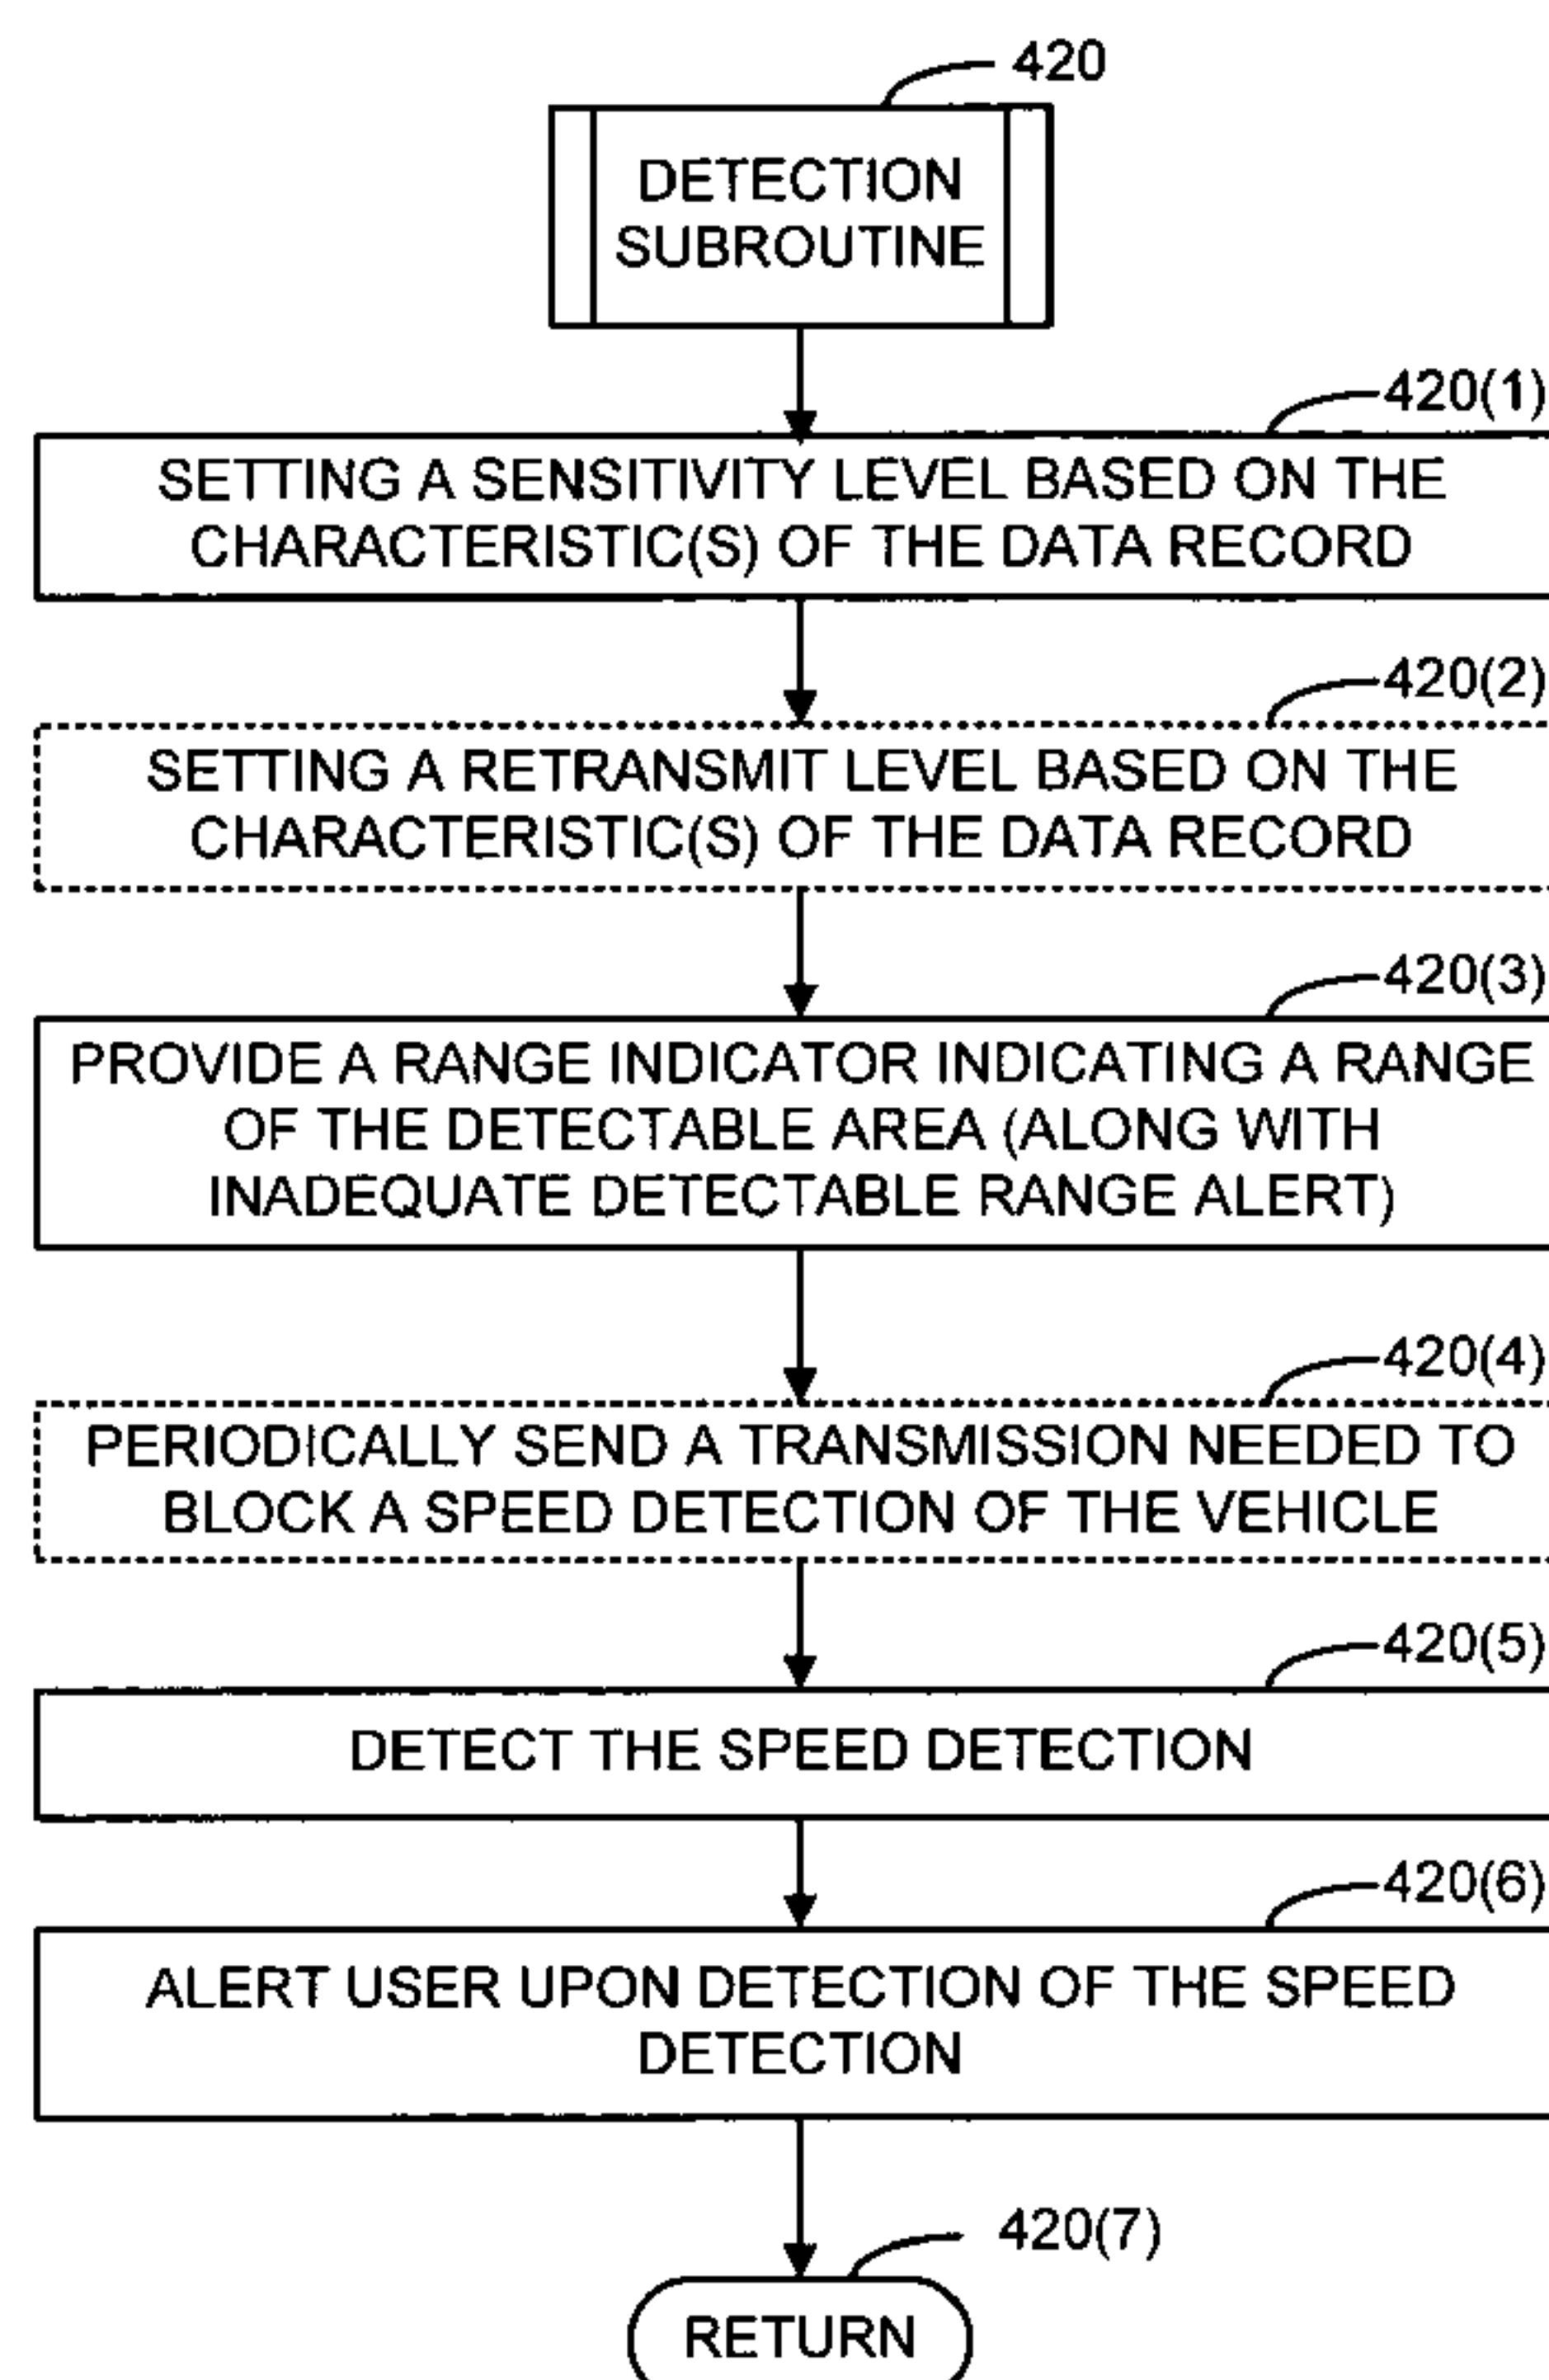 420
DETECTION
SUBROUTINE
420(1)
SETTING A SENSITIVITY LEVEL BASED ON THE
CHARACTERISTIC(S) OF THE DATA RECORD
420(2)
SETTING A RETRANSMIT LEVEL BASED ON THE
CHARACTERISTIC(S) OF THE DATA RECORD
420(3)
PROVIDE A RANGE INDICATOR INDICATING A RANGE
OF THE DETECTABLE AREA (ALONG WITH
INADEQUATE DETECTABLE RANGE ALERT)
420(4)
PERIODICALLY SEND A TRANSMISSION NEEDED TO
BLOCK A SPEED DETECTION OF THE VEHICLE
420(5)
DETECT THE SPEED DETECTION
420(6)
ALERT USER UPON DETECTION OF THE SPEED
DETECTION
420(7)
RETURN